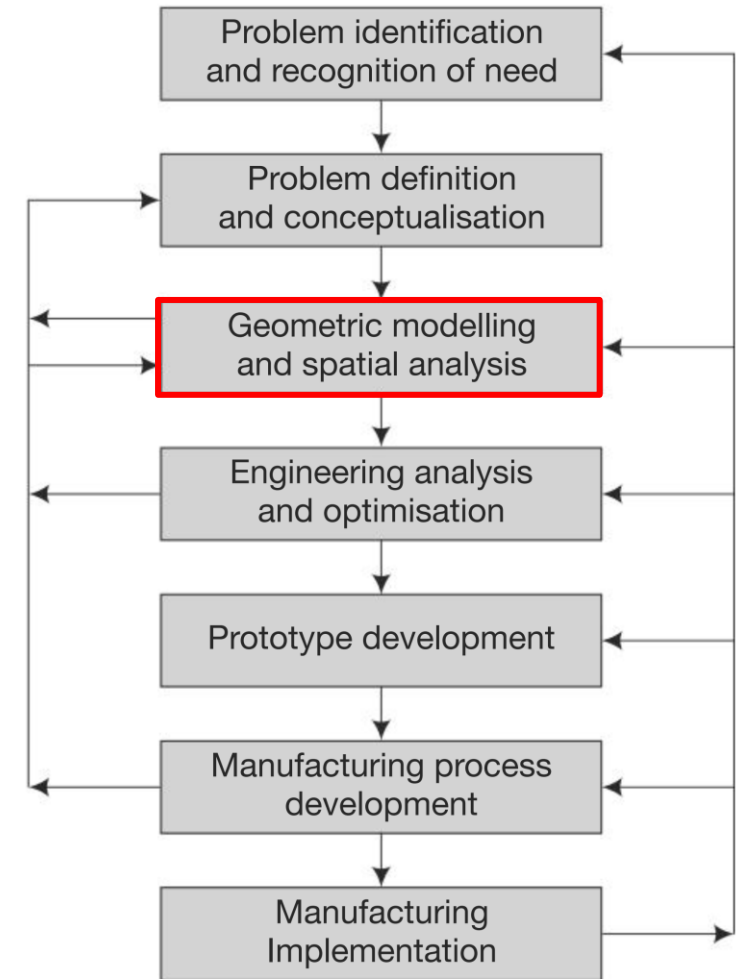 Problem identification
and recognition of need
Problem definition
and conceptualisation
Geometric modelling
and spatial analysis
Engineering analysis
and optimisation
Prototype development
Manufacturing process
development
Manufacturing
Implementation